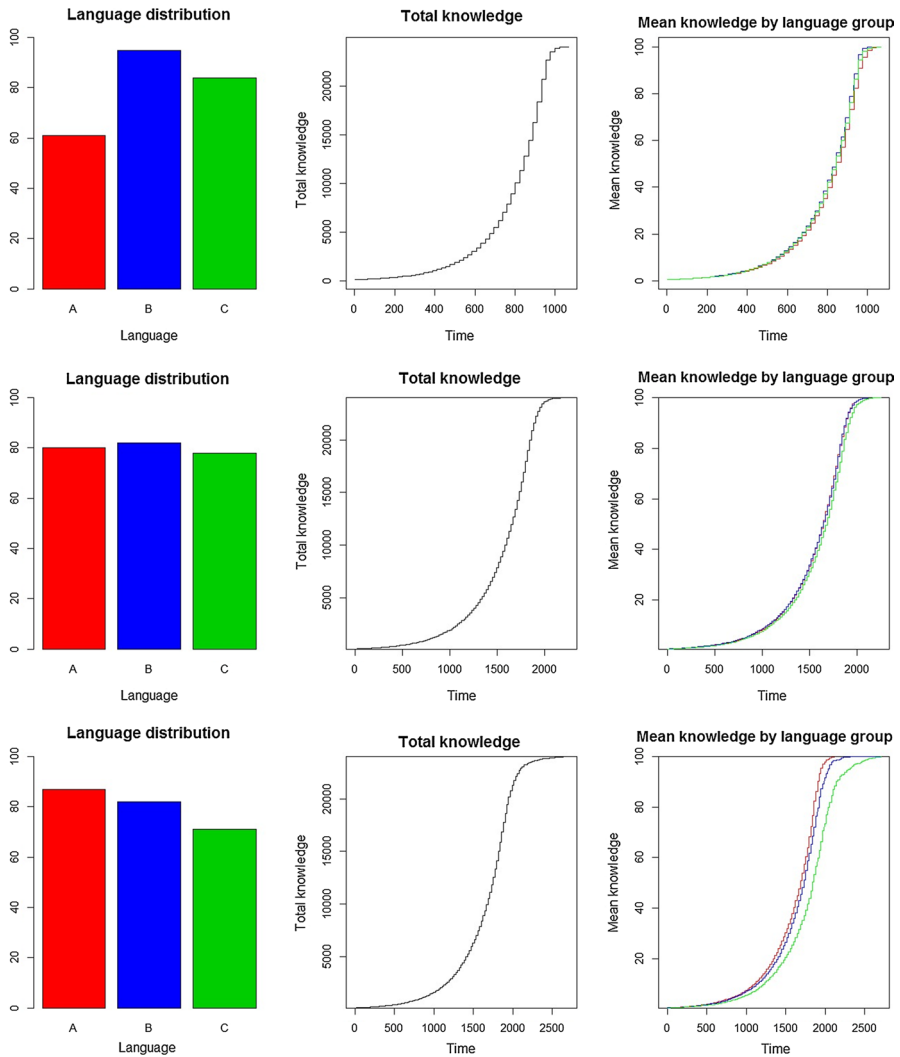 Language distribution
0 20 40 60 80 100
A B C
Language
Total knowledge
Total knowledge
0 5000 10000 15000 20000
0 200 400 600 800 1000
Time
Mean knowledge by language group
Mean knowledge
0 20 40 60 80 100
0 200 400 600 800 1000
Time
Language distribution
0 20 40 60 80 100
A B C
Language
Total knowledge
Total knowledge
5000 10000 15000 20000
0 500 1000 1500 2000
Time
Mean knowledge by language group
Mean knowledge
20 40 60 80 100
0 500 1000 1500 2000
Time
Language distribution
0 20 40 60 80 100
A B C
Language
Total knowledge
Total knowledge
5000 10000 15000 20000
0 500 1000 1500 2000 2500
Time
Mean knowledge by language group
Mean knowledge
20 40 60 80 100
0 500 1000 1500 2000 2500
Time